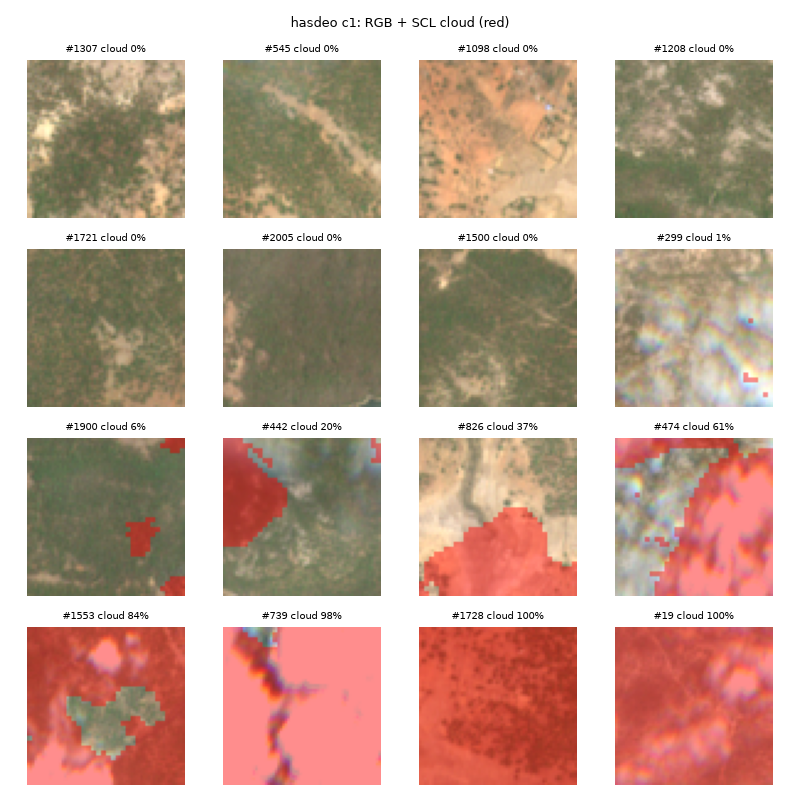 hasdeo c1: RGB + SCL cloud (red)
#1307 cloud 0%
#545 cloud 0%
#1098 cloud 0%
#1208 cloud 0%
#1721 cloud 0%
#2005 cloud 0%
#1500 cloud 0%
#299 cloud 1%
#1900 cloud 6%
#442 cloud 20%
#826 cloud 37%
#474 cloud 61%
#1553 cloud 84%
#739 cloud 98%
#1728 cloud 100%
#19 cloud 100%